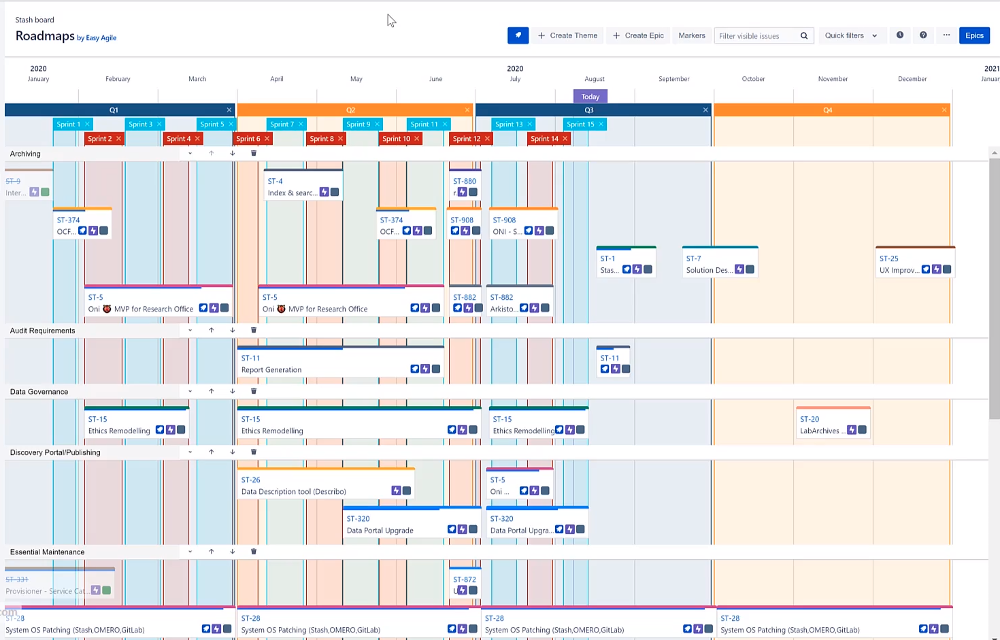 Stash board
Roadmaps by Easy Agile
Create Theme
Create Epic
Markers
Filter visible issues
Quick filters
Epics
2020 2020 2021
January February March April May June July August September October November December Januar
Today
Q1 Q2 Q3 Q4
Sprint 1 Sprint 3 Sprint 5 Sprint 7 Sprint 9 Sprint 11 Sprint 13 Sprint 15
Sprint 2 Sprint 4 Sprint 6 Sprint 8 Sprint 10 Sprint 12 Sprint 14
Archiving
ST-9 ST-4 ST-880
Inter... Index & searc... r.
ST-374 ST-374 ST-908 ST-908
OCF... OCF... ONI - S...
ST-1 ST-7 ST-25
Stas... Solution Des... UX Improv...
ST-5 ST-5 ST-882 ST-882
Oni 👹 MVP for Research Office Oni 👹 MVP for Research Office Arkisto...
Audit Requirements
ST-11 ST-11
Report Generation
Data Governance
ST-15 ST-15 ST-15 ST-20
Ethics Remodelling Ethics Remodelling Ethics Remodelling LabArchives ...
Discovery Portal/Publishing
ST-26 ST-5
Data Description tool (Describo) Oni ...
ST-320 ST-320
Data Portal Upgrade Data Portal Upgra...
Essential Maintenance
ST-331 ST-872
Provisioner - Service Cat... U
com
ST-28 ST-28 ST-28 ST-28
System OS Patching (Stash,OMERO,GitLab) System OS Patching (Stash,OMERO,GitLab) System OS Patching (Stash,OMERO,GitLab) System OS Patching (Stash,OMERO,GitLab)